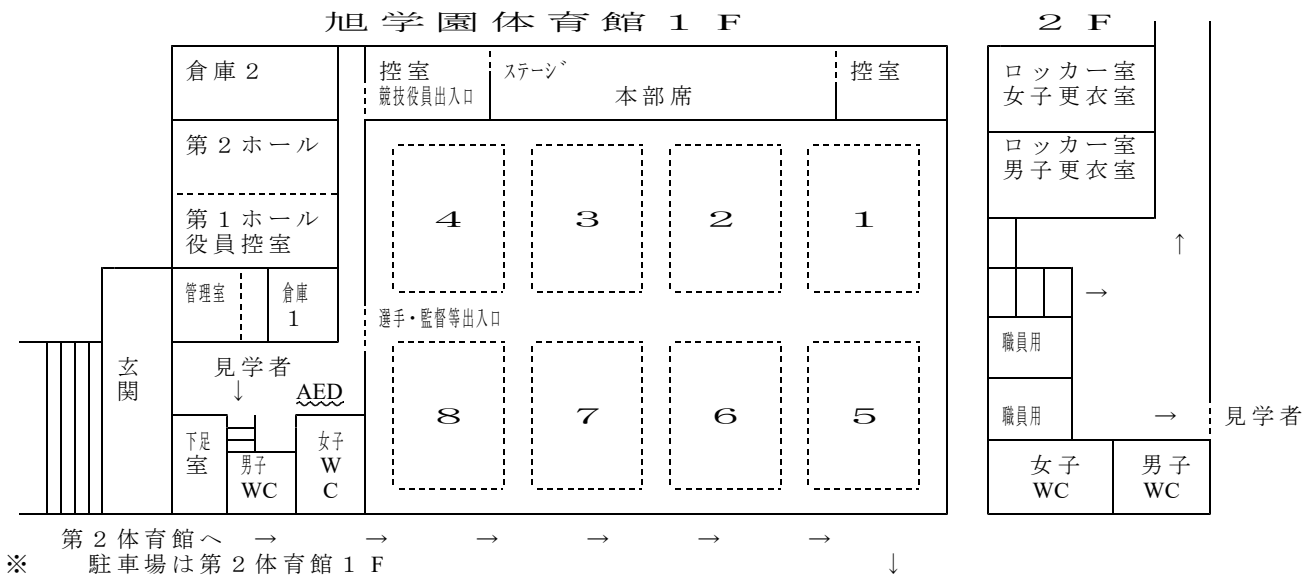 旭学園体育館１Ｆ
２Ｆ
倉庫２
控室
競技役員出入口
ステージ
本部席
控室
第２ホール
第１ホール
役員控室
管理室
倉庫
１
4
3
2
1
選手・監督等出入口
玄関
見学者
↓
AED
8
7
6
5
下足
室
男子
WC
女子
W
C
ロッカー室
女子更衣室
ロッカー室
男子更衣室
↑
→
職員用
職員用
→ 見学者
女子
WC
男子
WC
第２体育館へ → → → → → →
※ 駐車場は第２体育館１Ｆ ↓